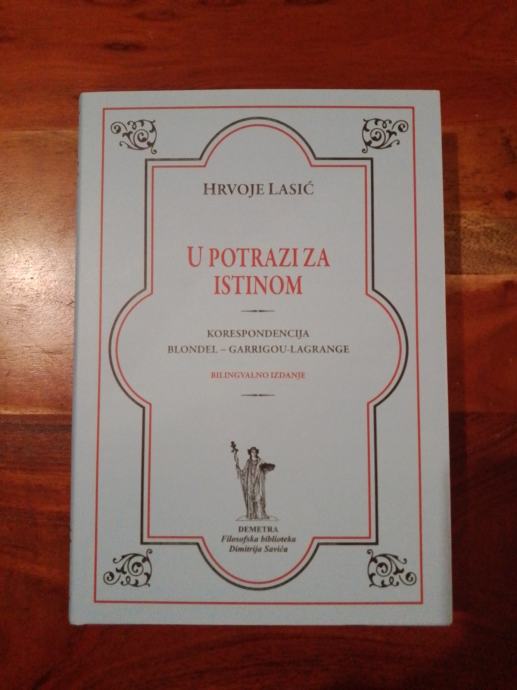 HRVOJE LASIĆ
U POTRAZI ZA
ISTINOM
KORESPONDENCIJA
BLONDEL – GARRIGOU-LAGRANGE
BILINGVALNO IZDANJE
DEMETRA
Filosofska biblioteka
Dimitrija Savića